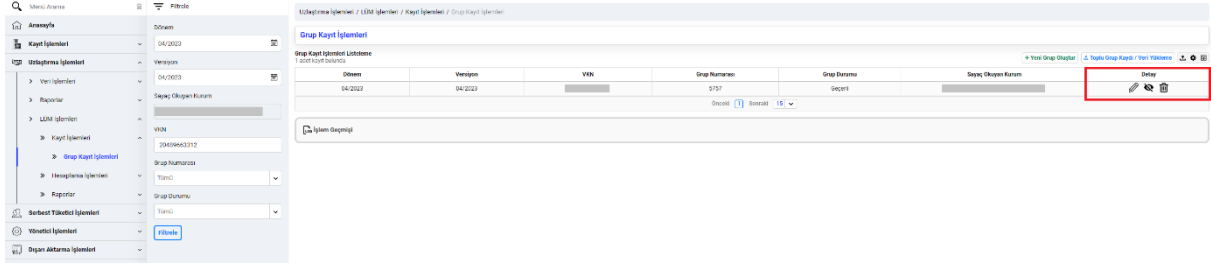 Menü Arama
Anasayfa
Kayıt İşlemleri
Uzlaştırma İşlemleri
Veri İşlemleri
Raporlar
LÜM İşlemleri
Kayıt İşlemleri
Grup Kayıt İşlemleri
Hesaplama İşlemleri
Raporlar
Serbest Tüketici İşlemleri
Yönetici İşlemleri
Dışarı Aktarma İşlemleri
Filtrele
Dönem
04/2023
Versiyon
04/2023
Sayaç Okuyan Kurum
VKN
20489663312
Grup Numarası
Tümü
Grup Durumu
Tümü
Filtrele
Uzlaştırma İşlemleri / LÜM İşlemleri / Kayıt İşlemleri / Grup Kayıt İşlemleri
Grup Kayıt İşlemleri
Grup Kayıt İşlemleri Listeleme
1 adet kayıt bulundu
+ Yeni Grup Oluştur Toplu Grup Kaydı / Veri Yükleme
Dönem Versiyon VKN Grup Numarası Grup Durumu Sayaç Okuyan Kurum Detay
04/2023 04/2023 5757 Geçerli
Önceki 1 Sonraki 15
İşlem Geçmişi